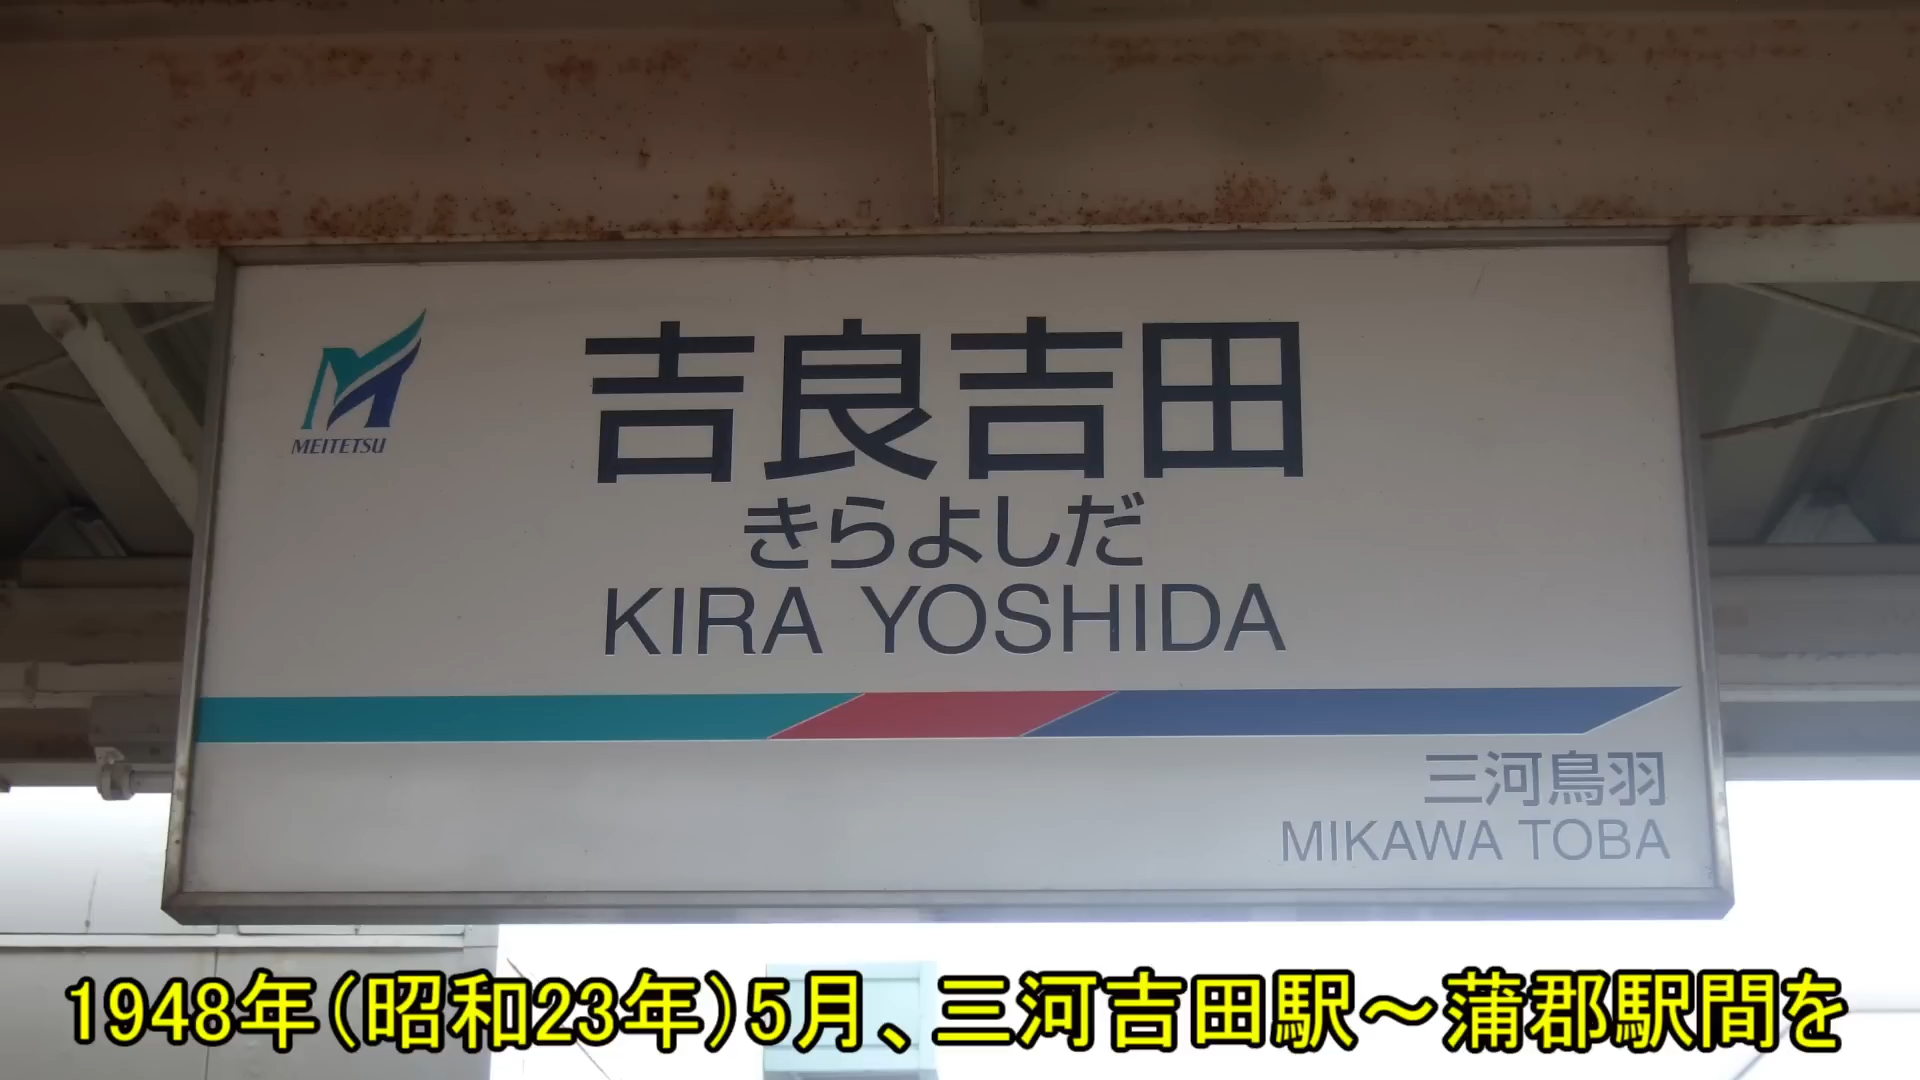 MEITETSU
吉良吉田
きらよしだ
KIRA YOSHIDA
三河鳥羽
MIKAWA TOBA
1948年(昭和23年)5月、三河吉田駅～蒲郡駅間を